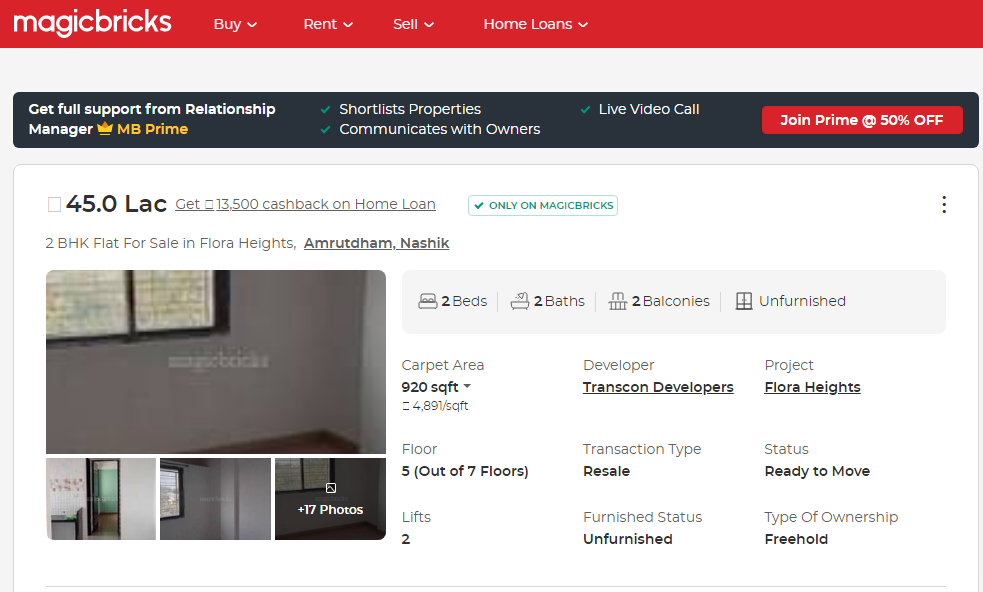 magicbricks
Buy Rent Sell Home Loans
Get full support from Relationship
Manager MB Prime
Shortlists Properties
Communicates with Owners
Live Video Call
Join Prime @ 50% OFF
45.0 Lac Get 13,500 cashback on Home Loan ONLY ON MAGICBRICKS
2 BHK Flat For Sale in Flora Heights, Amrutdham, Nashik
magicbricks
+17 Photos
2 Beds 2 Baths 2 Balconies Unfurnished
Carpet Area
920 sqft
4,891/sqft
Developer
Transcon Developers
Project
Flora Heights
Floor
5 (Out of 7 Floors)
Transaction Type
Resale
Status
Ready to Move
Lifts
2
Furnished Status
Unfurnished
Type Of Ownership
Freehold